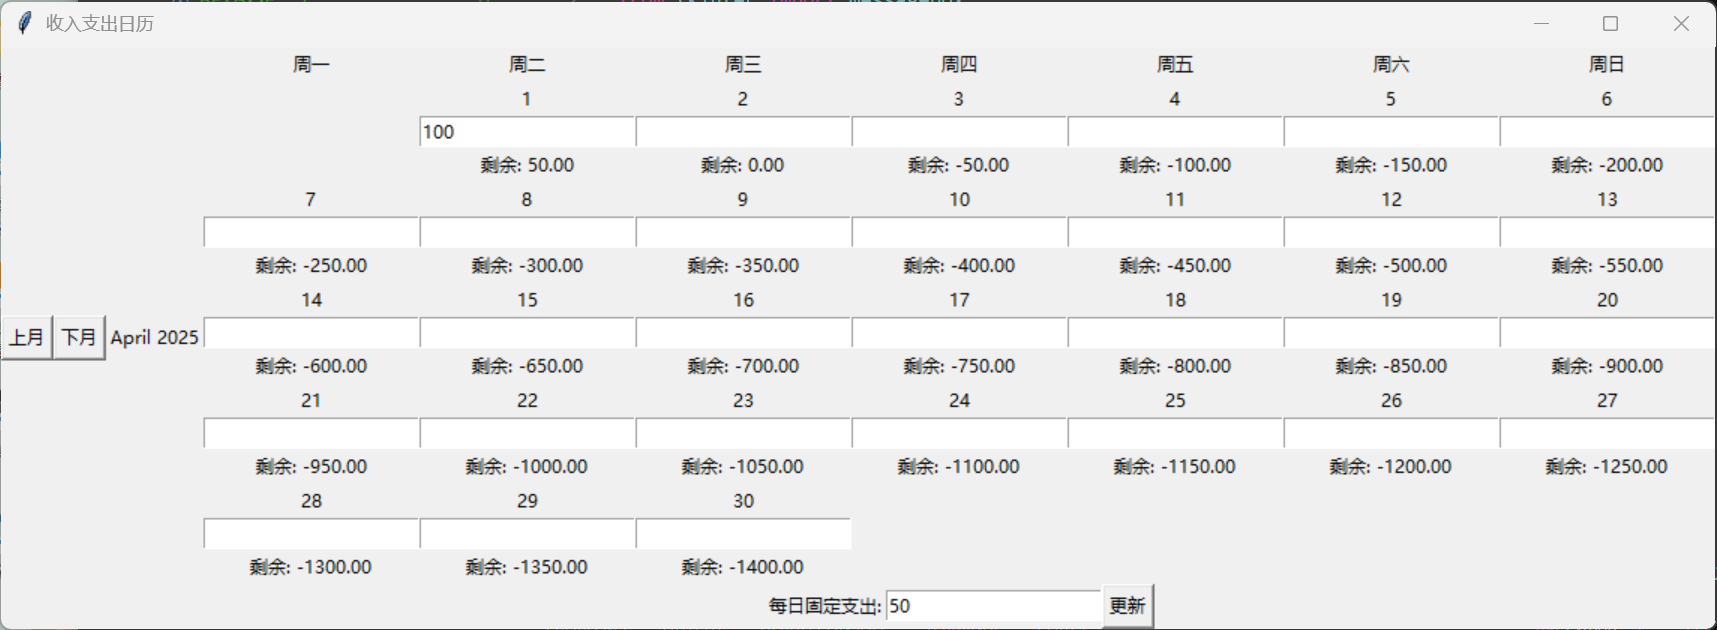 收入支出日历
周一 周二 周三 周四 周五 周六 周日
1 2 3 4 5 6
100
剩余: 50.00 剩余: 0.00 剩余: -50.00 剩余: -100.00 剩余: -150.00 剩余: -200.00
7 8 9 10 11 12 13
剩余: -250.00 剩余: -300.00 剩余: -350.00 剩余: -400.00 剩余: -450.00 剩余: -500.00 剩余: -550.00
14 15 16 17 18 19 20
上月 下月 April 2025
剩余: -600.00 剩余: -650.00 剩余: -700.00 剩余: -750.00 剩余: -800.00 剩余: -850.00 剩余: -900.00
21 22 23 24 25 26 27
剩余: -950.00 剩余: -1000.00 剩余: -1050.00 剩余: -1100.00 剩余: -1150.00 剩余: -1200.00 剩余: -1250.00
28 29 30
剩余: -1300.00 剩余: -1350.00 剩余: -1400.00
每日固定支出: 50 更新